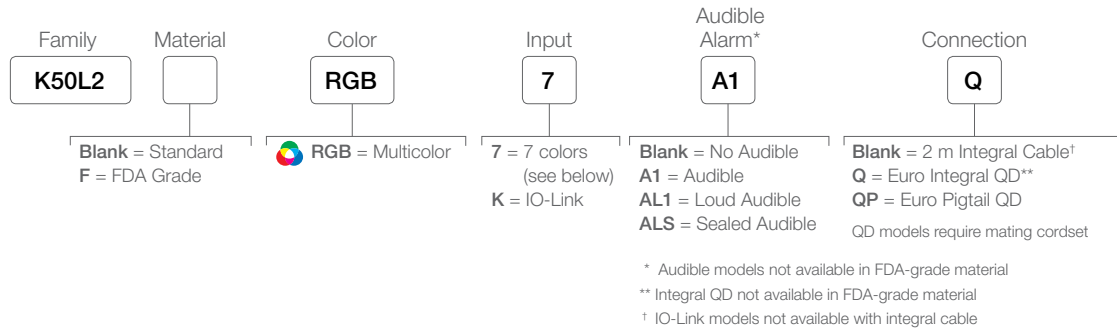 Family Material Color Input Audible Alarm* Connection
K50L2 RGB 7 A1 Q
Blank = Standard
F = FDA Grade
RGB = Multicolor
7 = 7 colors
(see below)
K = IO-Link
Blank = No Audible
A1 = Audible
AL1 = Loud Audible
ALS = Sealed Audible
Blank = 2 m Integral Cable†
Q = Euro Integral QD**
QP = Euro Pigtail QD
QD models require mating cordset
* Audible models not available in FDA-grade material
** Integral QD not available in FDA-grade material
† IO-Link models not available with integral cable